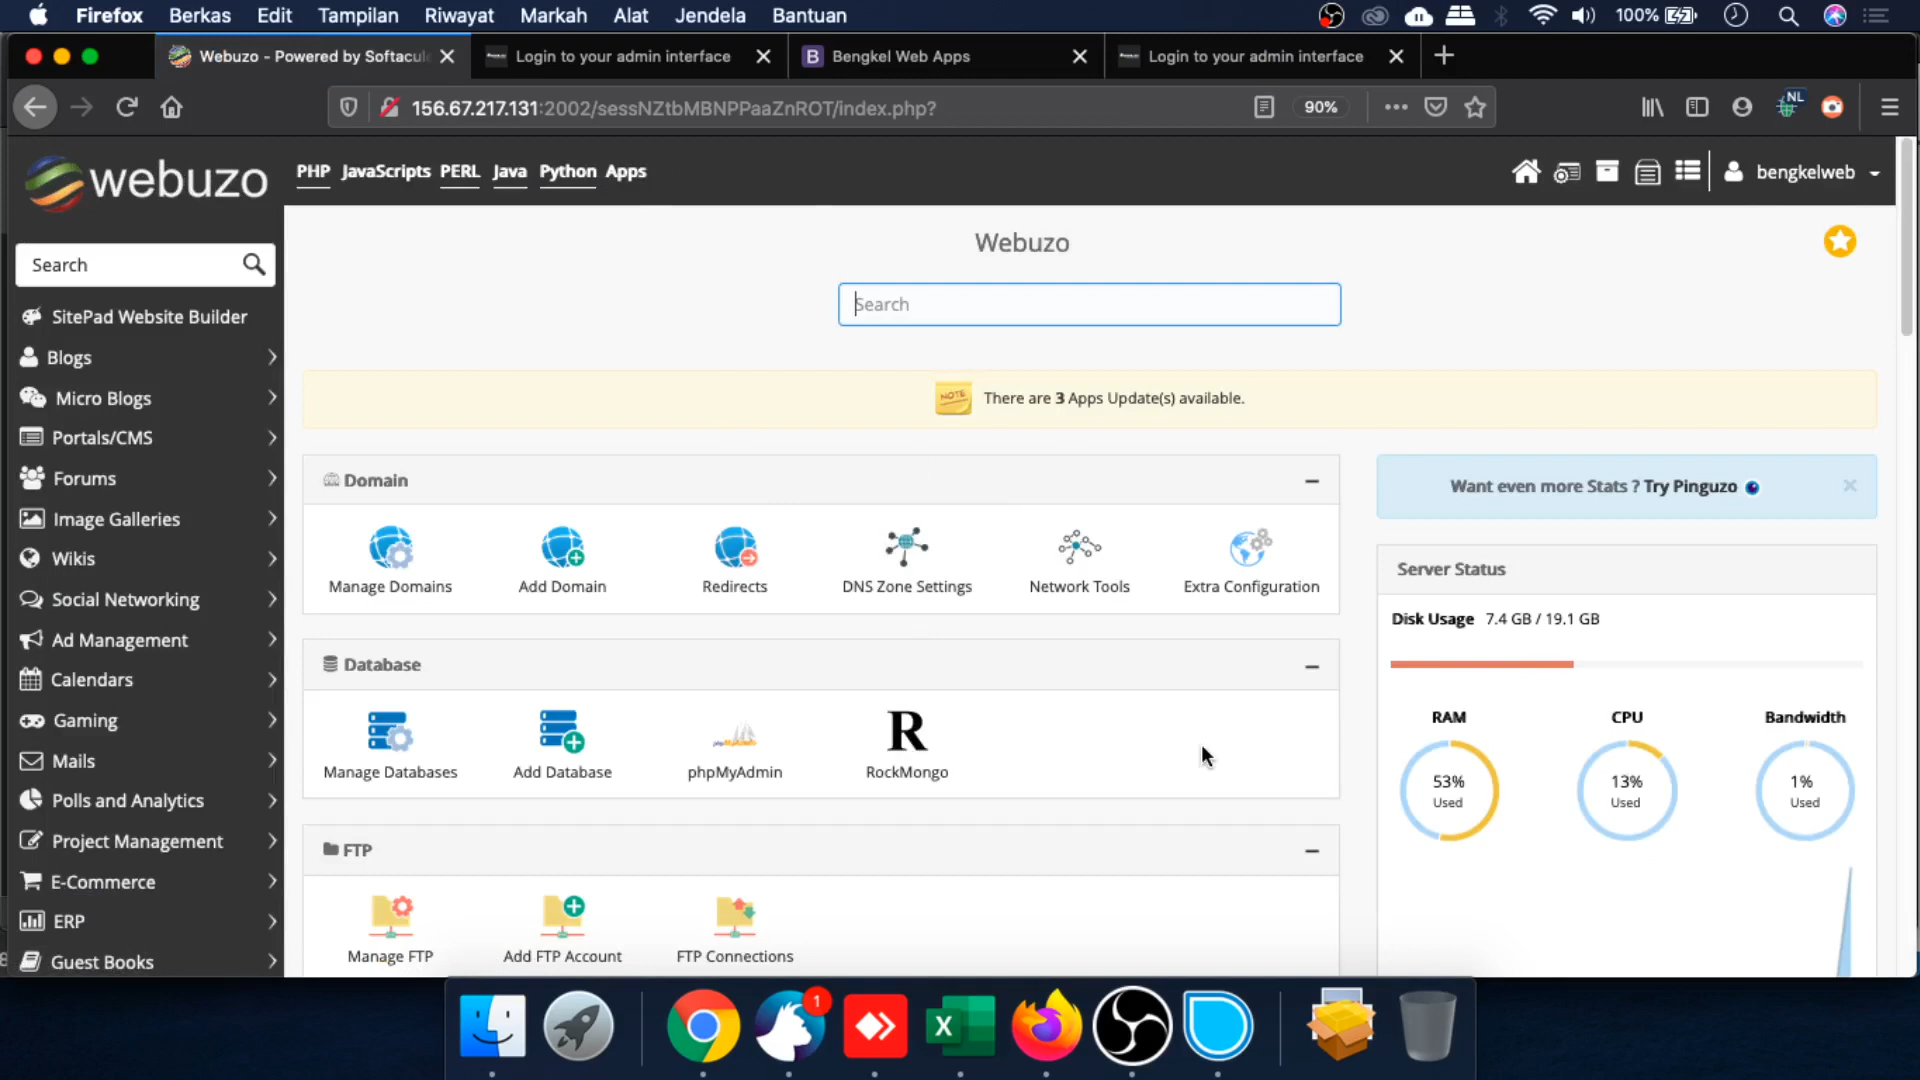 Firefox Berkas Edit Tampilan Riwayat Markah Alat Jendela Bantuan 100%
Webuzo - Powered by Softacul Login to your admin interface Bengkel Web Apps Login to your admin interface
156.67.217.131:2002/sessNZtbMBNPPaaZnROT/index.php? 90% NL
webuzo PHP JavaScripts PERL Java Python Apps bengkelweb
Search
SitePad Website Builder
Blogs
Micro Blogs
Portals/CMS
Forums
Image Galleries
Wikis
Social Networking
Ad Management
Calendars
Gaming
Mails
Polls and Analytics
Project Management
E-Commerce
ERP
Guest Books
Webuzo
Search
NOTE There are 3 Apps Update(s) available.
Domain
Manage Domains Add Domain Redirects DNS Zone Settings Network Tools Extra Configuration
Database
R
Manage Databases Add Database phpMyAdmin RockMongo
FTP
Manage FTP Add FTP Account FTP Connections
Want even more Stats ? Try Pinguzo
Server Status
Disk Usage 7.4 GB / 19.1 GB
RAM CPU Bandwidth
53% 13% 1%
Used Used Used
1
X